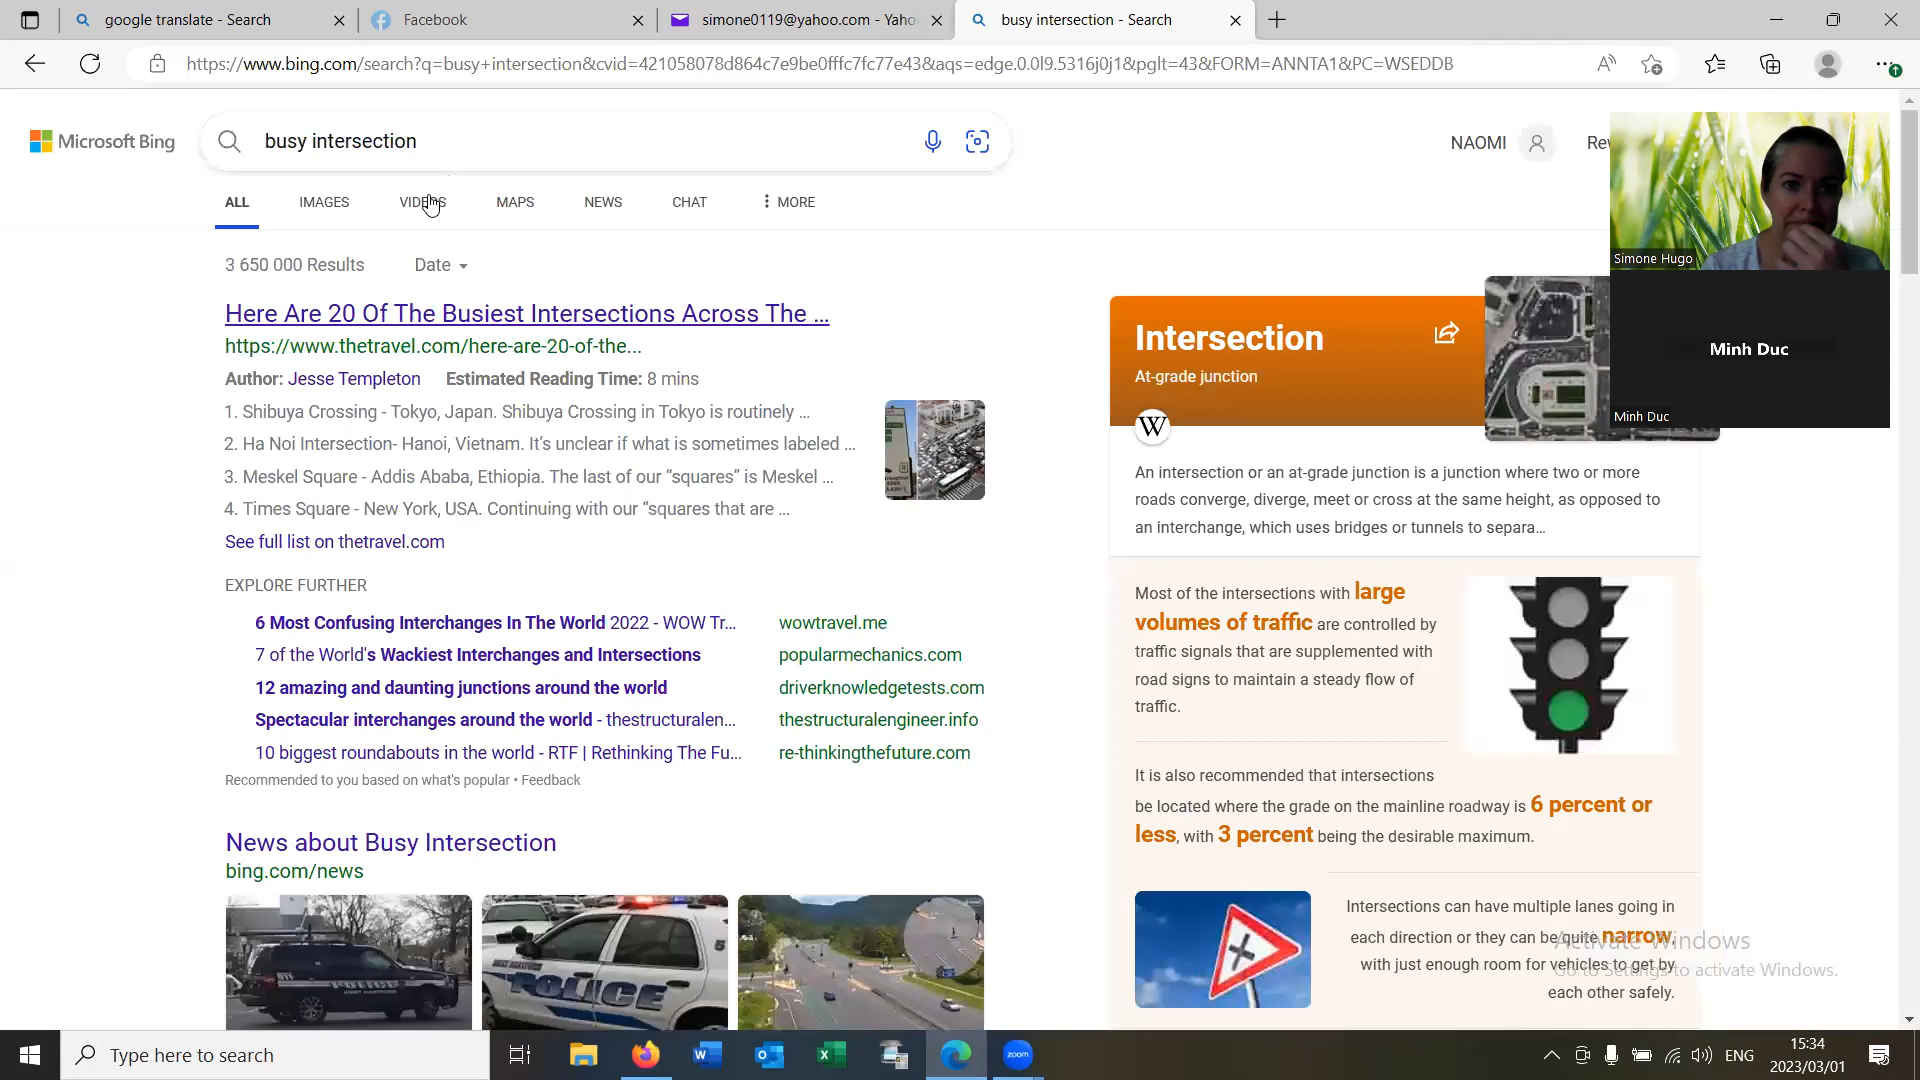 google translate - Search
Facebook
simone0119@yahoo.com - Yaho
busy intersection - Search
https://www.bing.com/search?q=busy+intersection&cvid=421058078d864c7e9be0fffc7fc77e43&aqs=edge.0.0l9.5316j0j1&pglt=43&FORM=ANNTA1&PC=WSEDDB
Microsoft Bing
busy intersection
NAOMI
Rew
ALL
IMAGES
VIDEOS
MAPS
NEWS
CHAT
MORE
3 650 000 Results
Date
Here Are 20 Of The Busiest Intersections Across The ...
https://www.thetravel.com/here-are-20-of-the...
Author: Jesse Templeton Estimated Reading Time: 8 mins
1. Shibuya Crossing - Tokyo, Japan. Shibuya Crossing in Tokyo is routinely ...
2. Ha Noi Intersection- Hanoi, Vietnam. It's unclear if what is sometimes labeled ...
3. Meskel Square - Addis Ababa, Ethiopia. The last of our “squares” is Meskel ...
4. Times Square - New York, USA. Continuing with our “squares that are ...
See full list on thetravel.com
EXPLORE FURTHER
6 Most Confusing Interchanges In The World 2022 - WOW Tr... wowtravel.me
7 of the World's Wackiest Interchanges and Intersections popularmechanics.com
12 amazing and daunting junctions around the world driverknowledgetests.com
Spectacular interchanges around the world - thestructuralen... thestructuralengineer.info
10 biggest roundabouts in the world - RTF | Rethinking The Fu... re-thinkingthefuture.com
Recommended to you based on what's popular • Feedback
News about Busy Intersection
bing.com/news
POLICE
POLICE
Intersection
At-grade junction
W
An intersection or an at-grade junction is a junction where two or more
roads converge, diverge, meet or cross at the same height, as opposed to
an interchange, which uses bridges or tunnels to separa...
Most of the intersections with large
volumes of traffic are controlled by
traffic signals that are supplemented with
road signs to maintain a steady flow of
traffic.
It is also recommended that intersections
be located where the grade on the mainline roadway is 6 percent or
less, with 3 percent being the desirable maximum.
Intersections can have multiple lanes going in
each direction or they can be quite narrow,
with just enough room for vehicles to get by
each other safely.
Activate Windows
Go to Settings to activate Windows.
Simone Hugo
Minh Duc
Minh Duc
Type here to search
zoom
ENG
15:34
2023/03/01